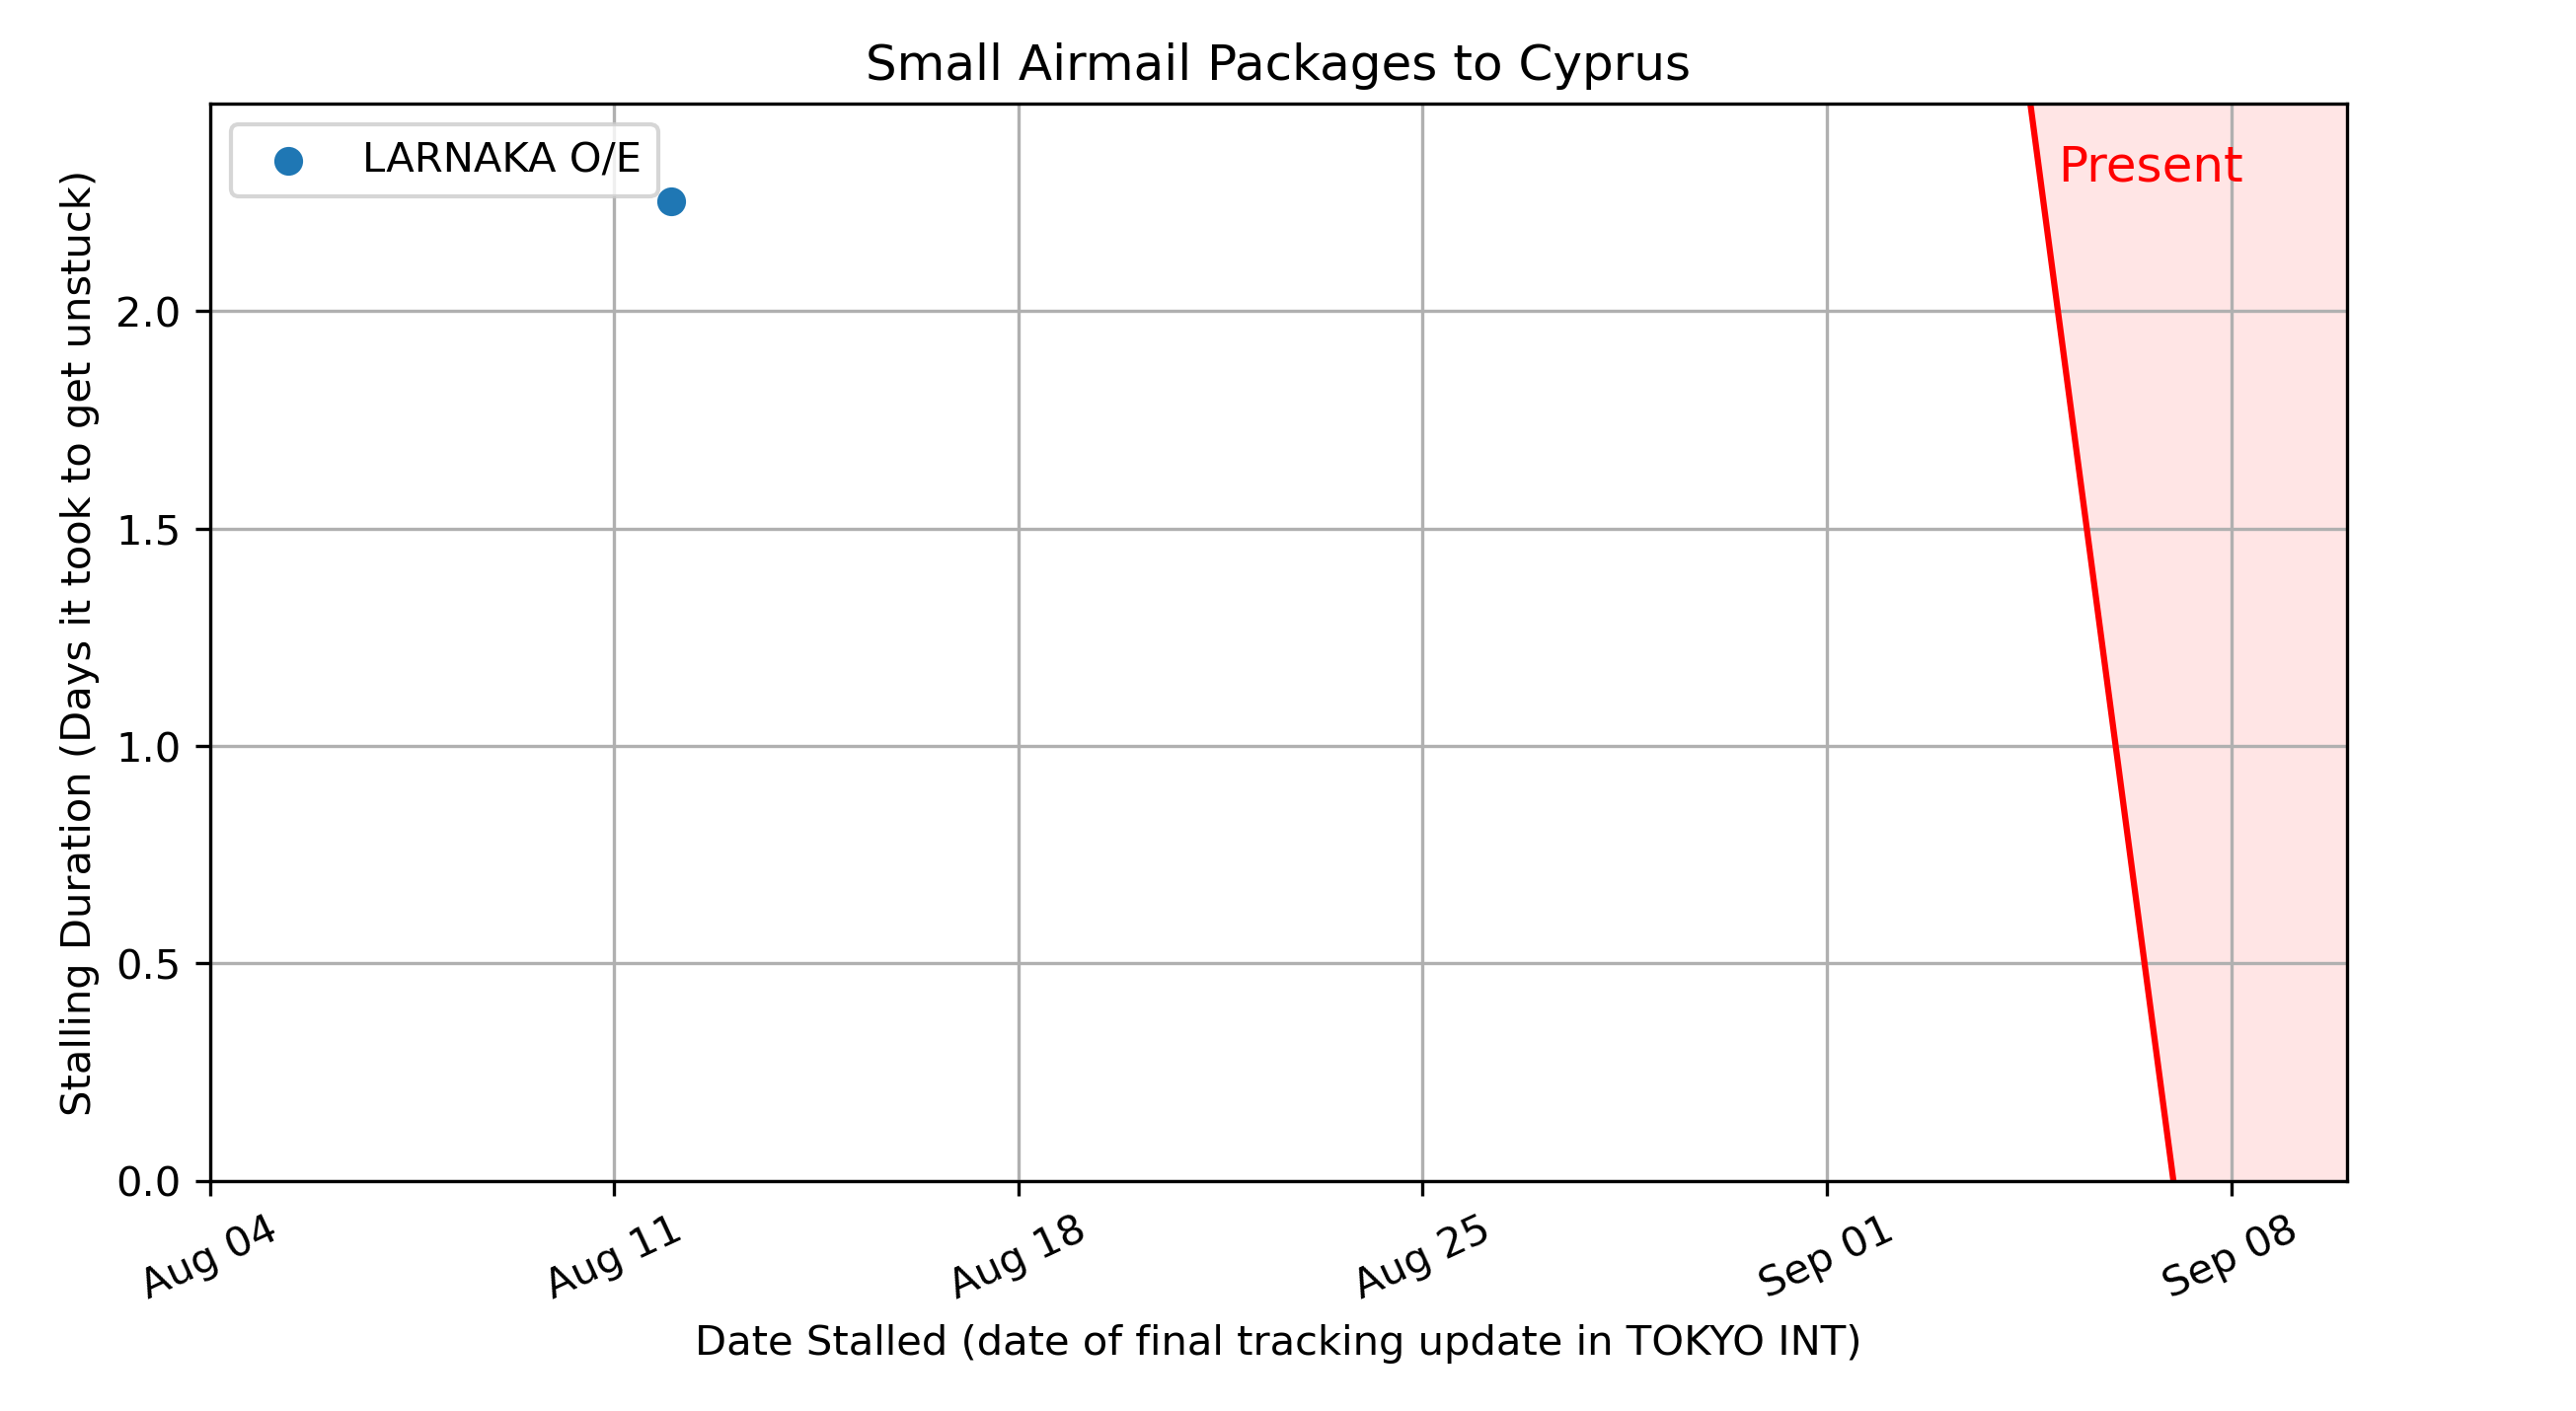 Small Airmail Packages to Cyprus
LARNAKA O/E
Present
Stalling Duration (Days it took to get unstuck)
2.0
1.5
1.0
0.5
0.0
Aug 04
Aug 11
Aug 18
Aug 25
Sep 01
Sep 08
Date Stalled (date of final tracking update in TOKYO INT)